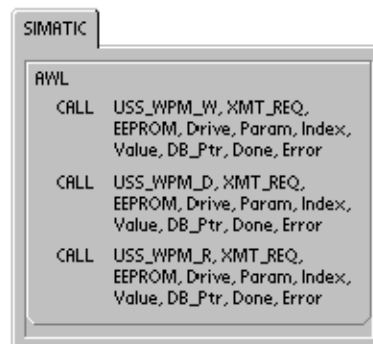 SIMATIC
AWL
CALL USS_WPM_W, XMT_REQ,
EEPROM, Drive, Param, Index,
Value, DB_Ptr, Done, Error
CALL USS_WPM_D, XMT_REQ,
EEPROM, Drive, Param, Index,
Value, DB_Ptr, Done, Error
CALL USS_WPM_R, XMT_REQ,
EEPROM, Drive, Param, Index,
Value, DB_Ptr, Done, Error